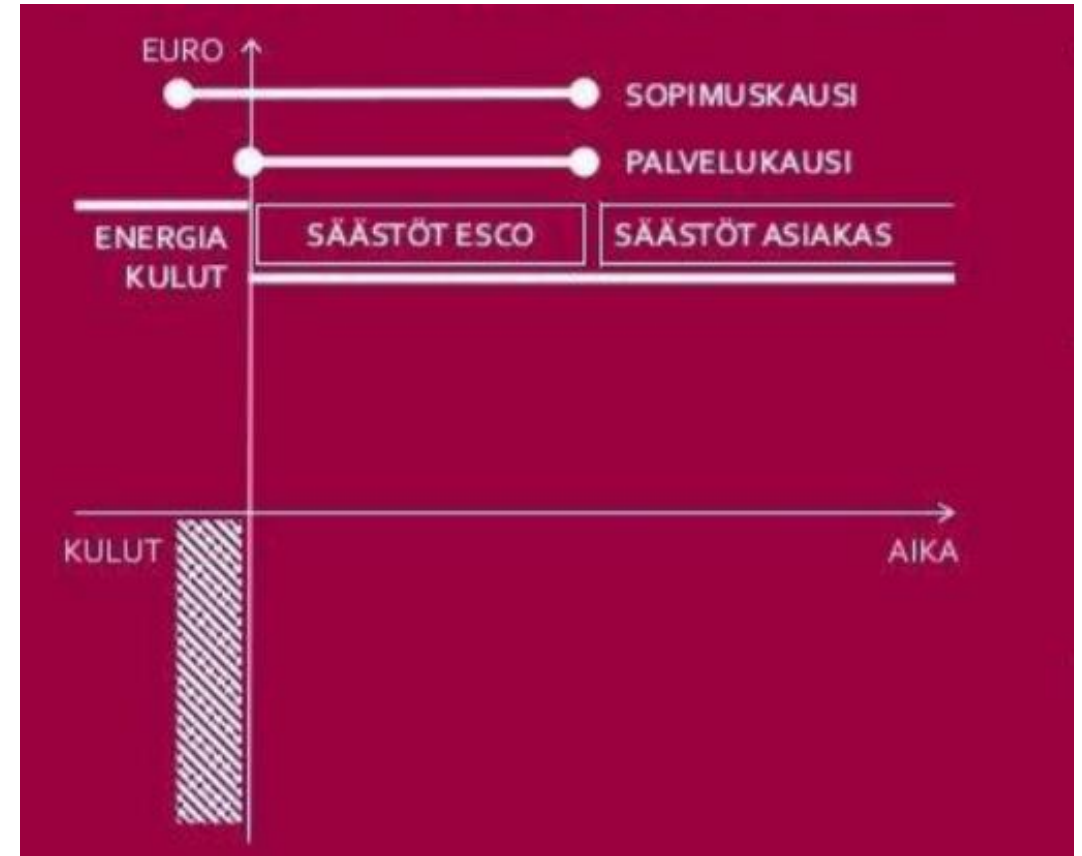 EURO
SOPIMUSKAUSI
PALVELUKAUSI
ENERGIA
KULUT
SÄÄSTÖT ESCO
SÄÄSTÖT ASIAKAS
KULUT
AIKA